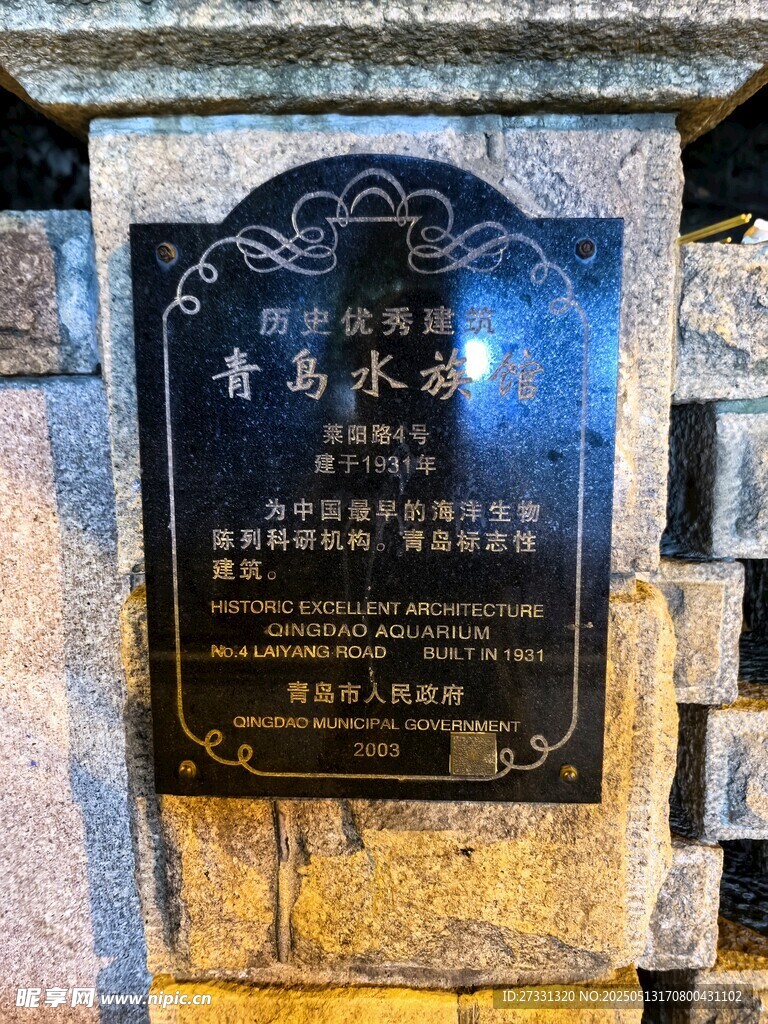 历史优秀建筑
青岛水族馆
莱阳路4号
建于1931年
为中国最早的海洋生物
陈列科研机构。青岛标志性
建筑。
HISTORIC EXCELLENT ARCHITECTURE
QINGDAO AQUARIUM
No.4 LAIYANG ROAD BUILT IN 1931
青岛市人民政府
QINGDAO MUNICIPAL GOVERNMENT
2003
昵享网 www.nipic.cn
ID:27331320 NO:20250513170800431102